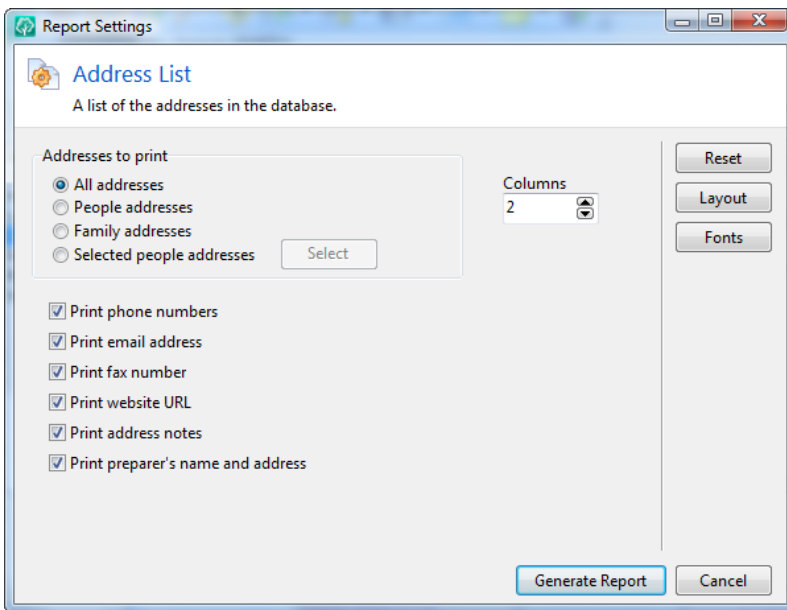 Report Settings
Address List
A list of the addresses in the database.
Addresses to print
All addresses
People addresses
Family addresses
Selected people addresses
Select
Columns
2
Reset
Layout
Fonts
Print phone numbers
Print email address
Print fax number
Print website URL
Print address notes
Print preparer's name and address
Generate Report
Cancel